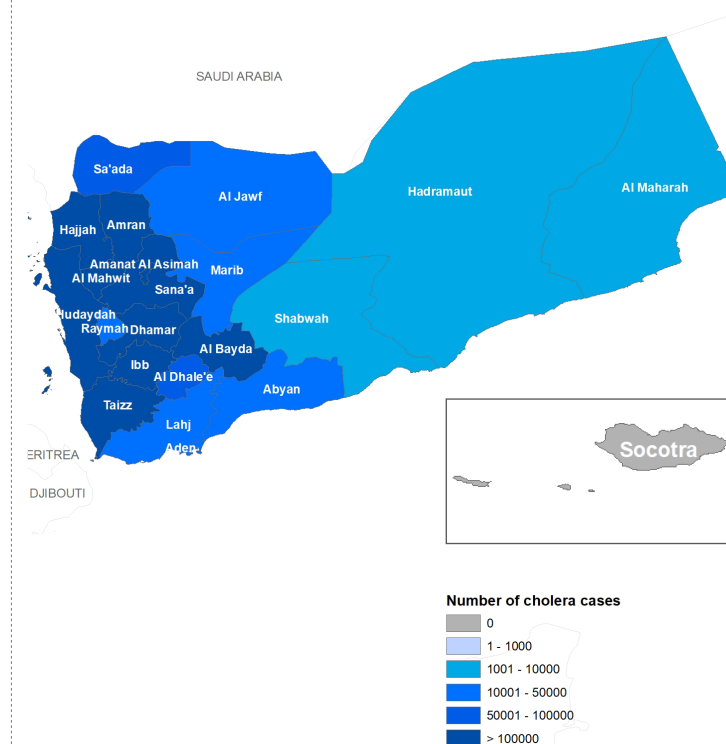 SAUDI ARABIA
Sa'ada
Al Jawf
Hadramaut
Al Maharah
Hajjah
Amran
Amanat Al Asimah
Al Mahwit
Marib
Sana'a
Hudaydah
Raymah
Dhamar
Shabwah
Al Bayda
Ibb
Al Dhale'e
Abyan
Taizz
Lahj
Aden
ERITREA
DJIBOUTI
Socotra
Number of cholera cases
0
1 - 1000
1001 - 10000
10001 - 50000
50001 - 100000
> 100000